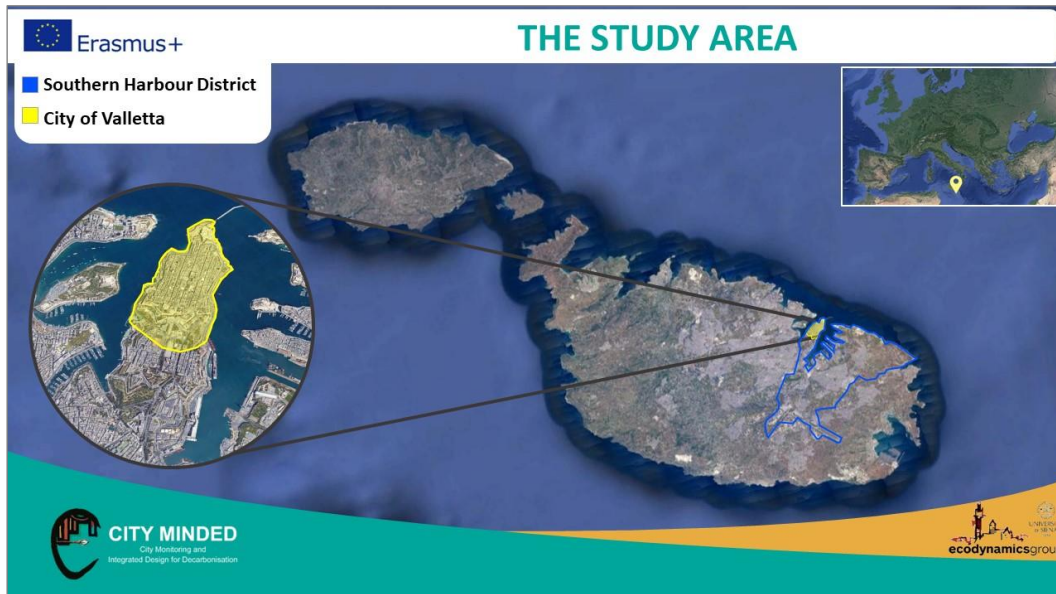 Erasmus+
THE STUDY AREA
Southern Harbour District
City of Valletta
CITY MINDED
City Monitoring and
Integrated Design for Decarbonisation
ecodynamicsgroup